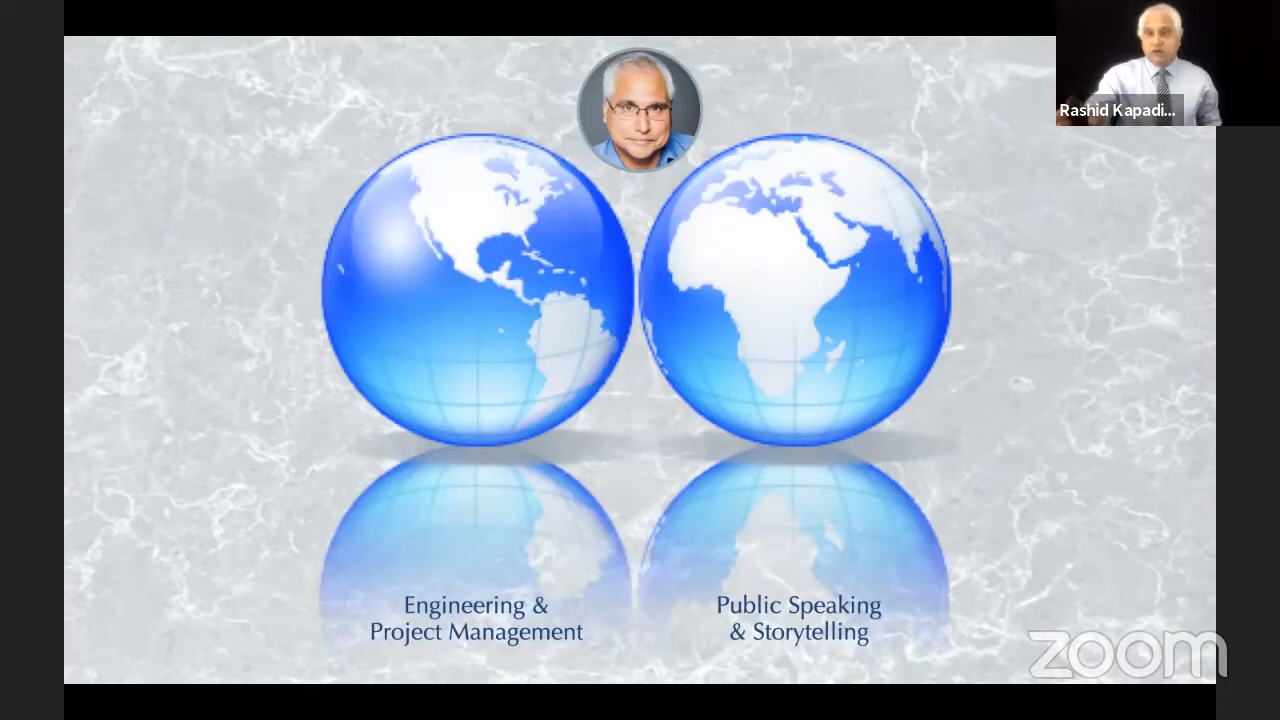 Rashid Kapadi...
Engineering &
Project Management
Public Speaking
& Storytelling
zoom